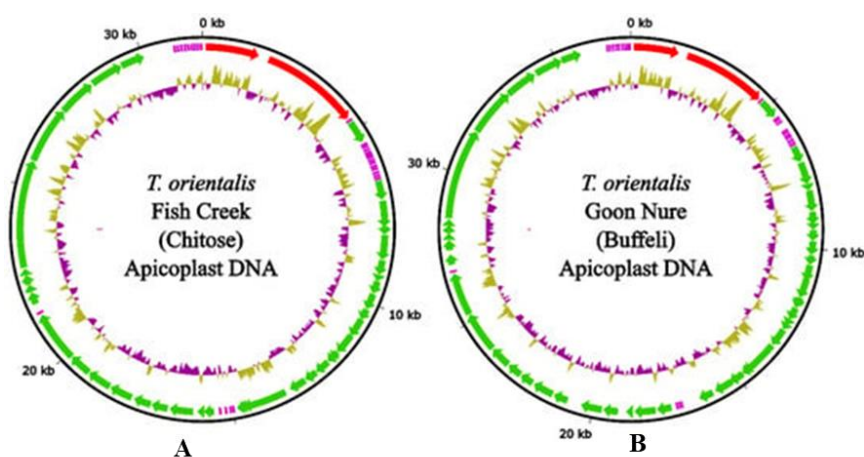 0 kb
30 kb
T. orientalis
Fish Creek
(Chitose)
Apicoplast DNA
10 kb
20 kb
A
0 kb
30 kb
T. orientalis
Goon Nure
(Buffeli)
Apicoplast DNA
10 kb
20 kb
B